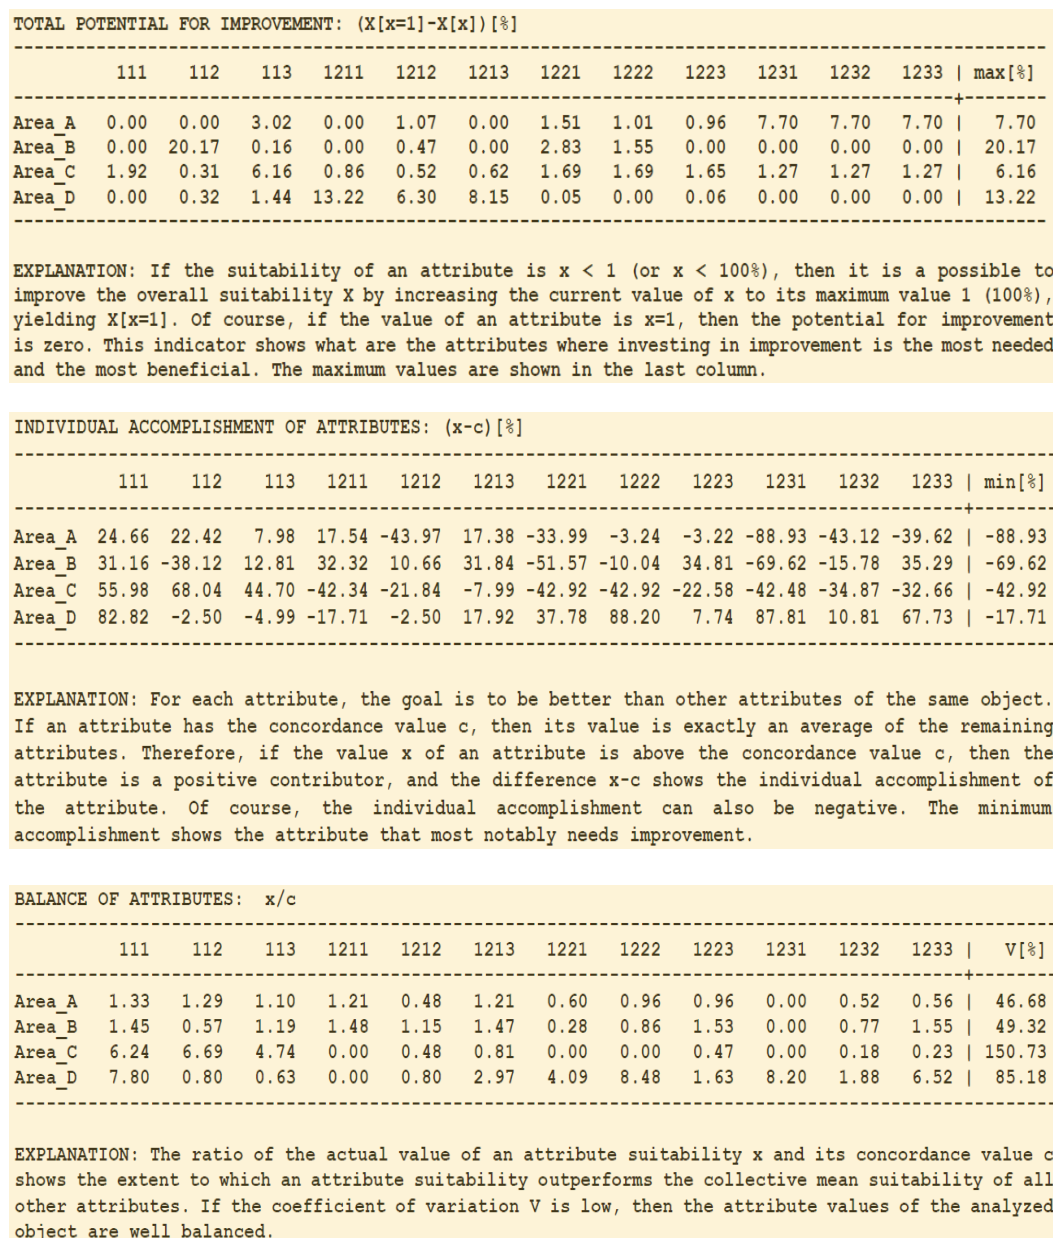 TOTAL POTENTIAL FOR IMPROVEMENT: (X[x=1]-X[x])[%]
111 112 113 1211 1212 1213 1221 1222 1223 1231 1232 1233 | max[%]
Area_A 0.00 0.00 3.02 0.00 1.07 0.00 1.51 1.01 0.96 7.70 7.70 7.70 | 7.70
Area_B 0.00 20.17 0.16 0.00 0.47 0.00 2.83 1.55 0.00 0.00 0.00 0.00 | 20.17
Area_C 1.92 0.31 6.16 0.86 0.52 0.62 1.69 1.69 1.65 1.27 1.27 1.27 | 6.16
Area_D 0.00 0.32 1.44 13.22 6.30 8.15 0.05 0.00 0.06 0.00 0.00 0.00 | 13.22
EXPLANATION: If the suitability of an attribute is x < 1 (or x < 100%), then it is a possible to
improve the overall suitability X by increasing the current value of x to its maximum value 1 (100%),
yielding X[x=1]. Of course, if the value of an attribute is x=1, then the potential for improvement
is zero. This indicator shows what are the attributes where investing in improvement is the most needed
and the most beneficial. The maximum values are shown in the last column.
INDIVIDUAL ACCOMPLISHMENT OF ATTRIBUTES: (x-c)[%]
111 112 113 1211 1212 1213 1221 1222 1223 1231 1232 1233 | min[%]
Area_A 24.66 22.42 7.98 17.54 -43.97 17.38 -33.99 -3.24 -3.22 -88.93 -43.12 -39.62 | -88.93
Area_B 31.16 -38.12 12.81 32.32 10.66 31.84 -51.57 -10.04 34.81 -69.62 -15.78 35.29 | -69.62
Area_C 55.98 68.04 44.70 -42.34 -21.84 -7.99 -42.92 -42.92 -22.58 -42.48 -34.87 -32.66 | -42.92
Area_D 82.82 -2.50 -4.99 -17.71 -2.50 17.92 37.78 88.20 7.74 87.81 10.81 67.73 | -17.71
EXPLANATION: For each attribute, the goal is to be better than other attributes of the same object.
If an attribute has the concordance value c, then its value is exactly an average of the remaining
attributes. Therefore, if the value x of an attribute is above the concordance value c, then the
attribute is a positive contributor, and the difference x-c shows the individual accomplishment of
the attribute. Of course, the individual accomplishment can also be negative. The minimum
accomplishment shows the attribute that most notably needs improvement.
BALANCE OF ATTRIBUTES: x/c
111 112 113 1211 1212 1213 1221 1222 1223 1231 1232 1233 | V[%]
Area_A 1.33 1.29 1.10 1.21 0.48 1.21 0.60 0.96 0.96 0.00 0.52 0.56 | 46.68
Area_B 1.45 0.57 1.19 1.48 1.15 1.47 0.28 0.86 1.53 0.00 0.77 1.55 | 49.32
Area_C 6.24 6.69 4.74 0.00 0.48 0.81 0.00 0.00 0.47 0.00 0.18 0.23 | 150.73
Area_D 7.80 0.80 0.63 0.00 0.80 2.97 4.09 8.48 1.63 8.20 1.88 6.52 | 85.18
EXPLANATION: The ratio of the actual value of an attribute suitability x and its concordance value c
shows the extent to which an attribute suitability outperforms the collective mean suitability of all
other attributes. If the coefficient of variation V is low, then the attribute values of the analyzed
object are well balanced.